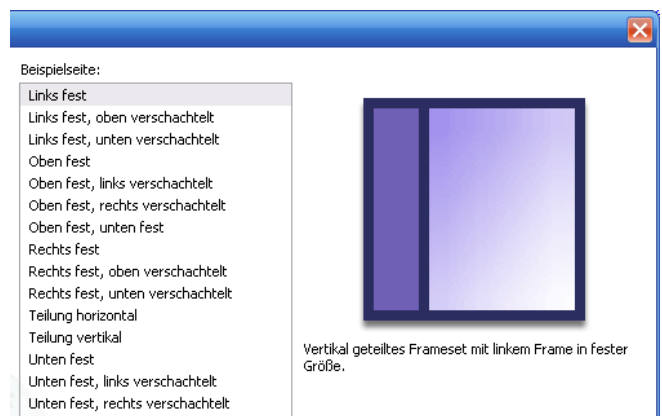 Beispielseite:
Links fest
Links fest, oben verschachtelt
Links fest, unten verschachtelt
Oben fest
Oben fest, links verschachtelt
Oben fest, rechts verschachtelt
Oben fest, unten fest
Rechts fest
Rechts fest, oben verschachtelt
Rechts fest, unten verschachtelt
Teilung horizontal
Teilung vertikal
Unten fest
Unten fest, links verschachtelt
Unten fest, rechts verschachtelt
Vertikal geteiltes Frameset mit linkem Frame in fester
Größe.